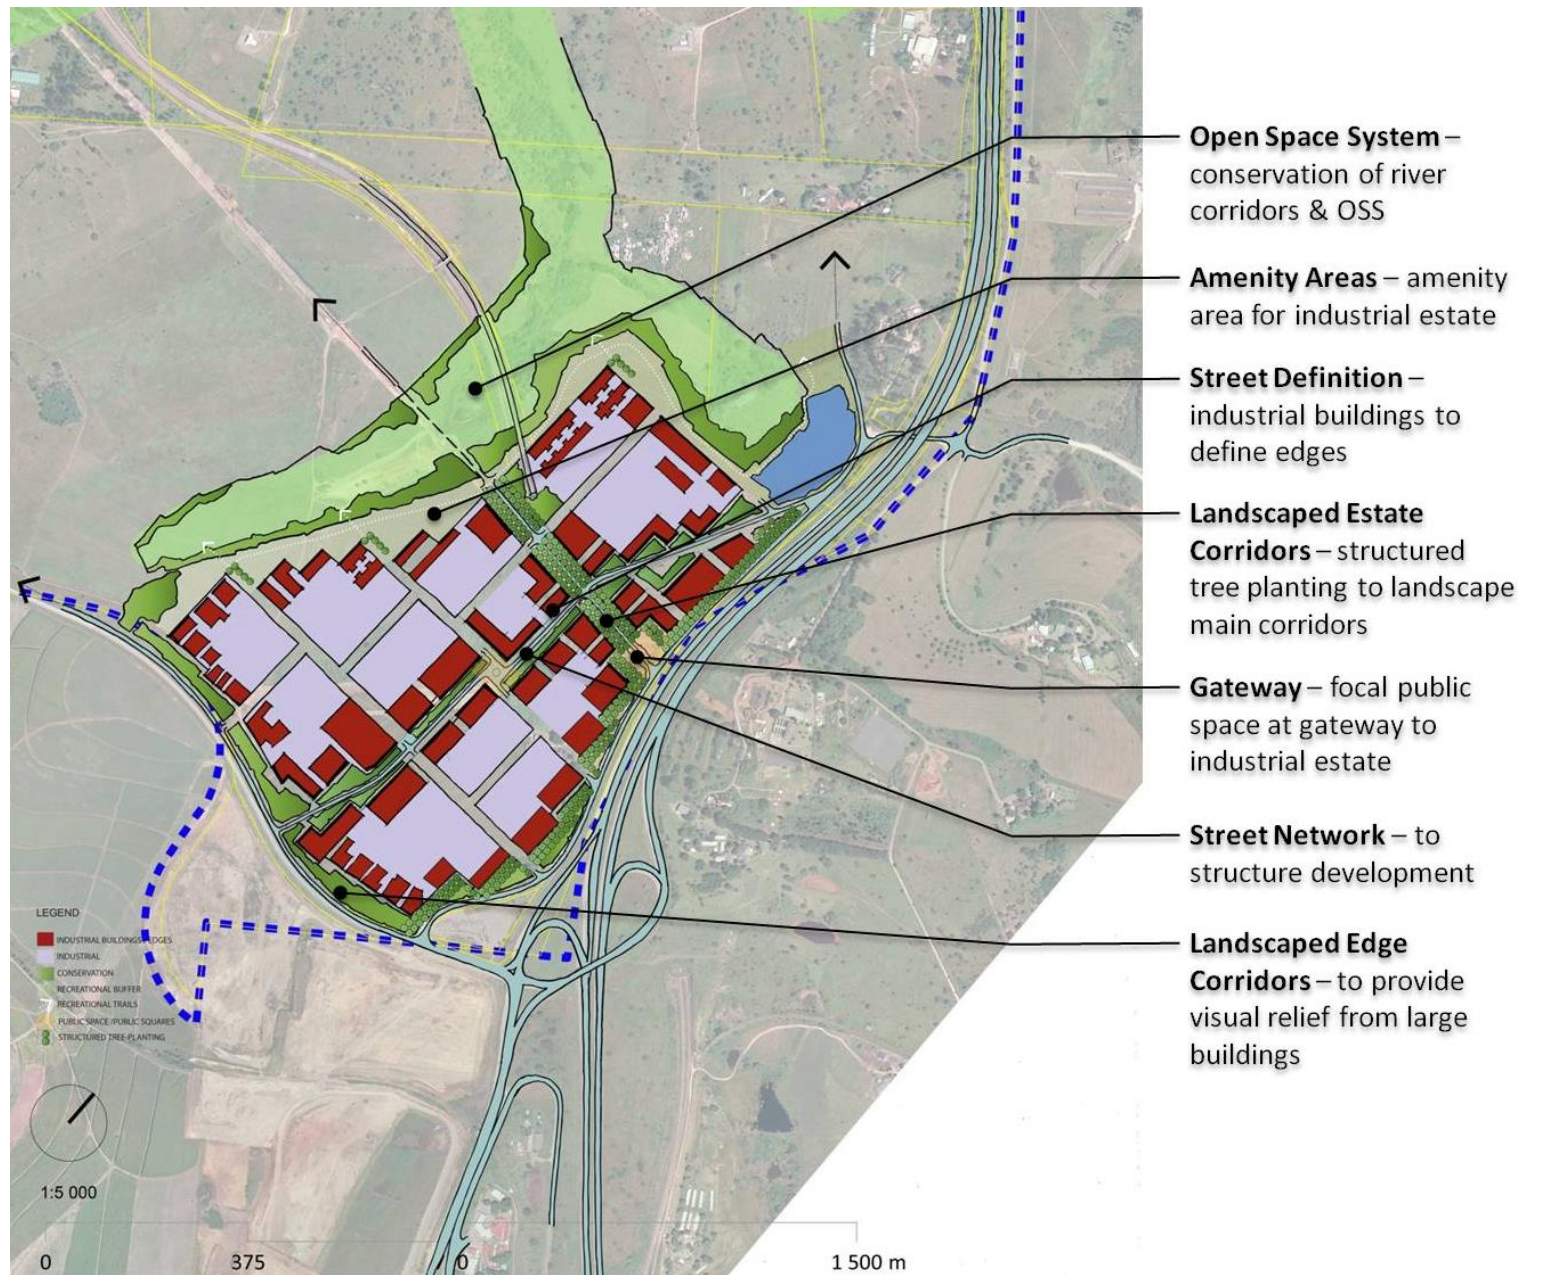 Open Space System –
conservation of river
corridors & OSS
Amenity Areas – amenity
area for industrial estate
Street Definition –
industrial buildings to
define edges
Landscaped Estate
Corridors – structured
tree planting to landscape
main corridors
Gateway – focal public
space at gateway to
industrial estate
Street Network – to
structure development
Landscaped Edge
Corridors – to provide
visual relief from large
buildings
LEGEND
INDUSTRIAL BUILDINGS EDGES
INDUSTRIAL
CONSERVATION
RECREATIONAL BUFFER
RECREATIONAL TRAILS
PUBLIC SPACE /PUBLIC SQUARES
STRUCTURED TREE-PLANTING
1:5 000
0 375 0 1 500 m